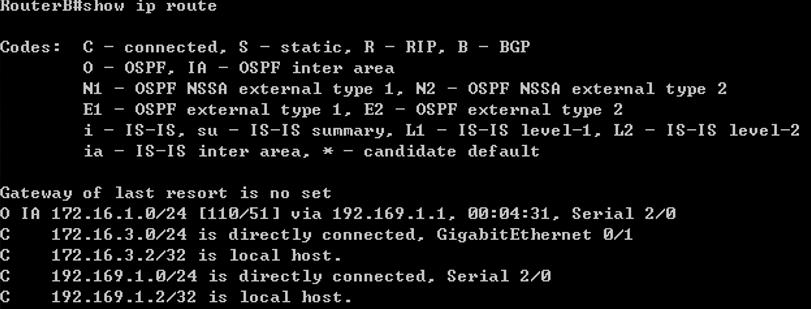 RouterB#show ip route
Codes:  C - connected, S - static, R - RIP, B - BGP
        O - OSPF, IA - OSPF inter area
        N1 - OSPF NSSA external type 1, N2 - OSPF NSSA external type 2
        E1 - OSPF external type 1, E2 - OSPF external type 2
        i - IS-IS, su - IS-IS summary, L1 - IS-IS level-1, L2 - IS-IS level-2
        ia - IS-IS inter area, * - candidate default
Gateway of last resort is no set
O IA 172.16.1.0/24 [110/51] via 192.169.1.1, 00:04:31, Serial 2/0
C    172.16.3.0/24 is directly connected, GigabitEthernet 0/1
C    172.16.3.2/32 is local host.
C    192.169.1.0/24 is directly connected, Serial 2/0
C    192.169.1.2/32 is local host.